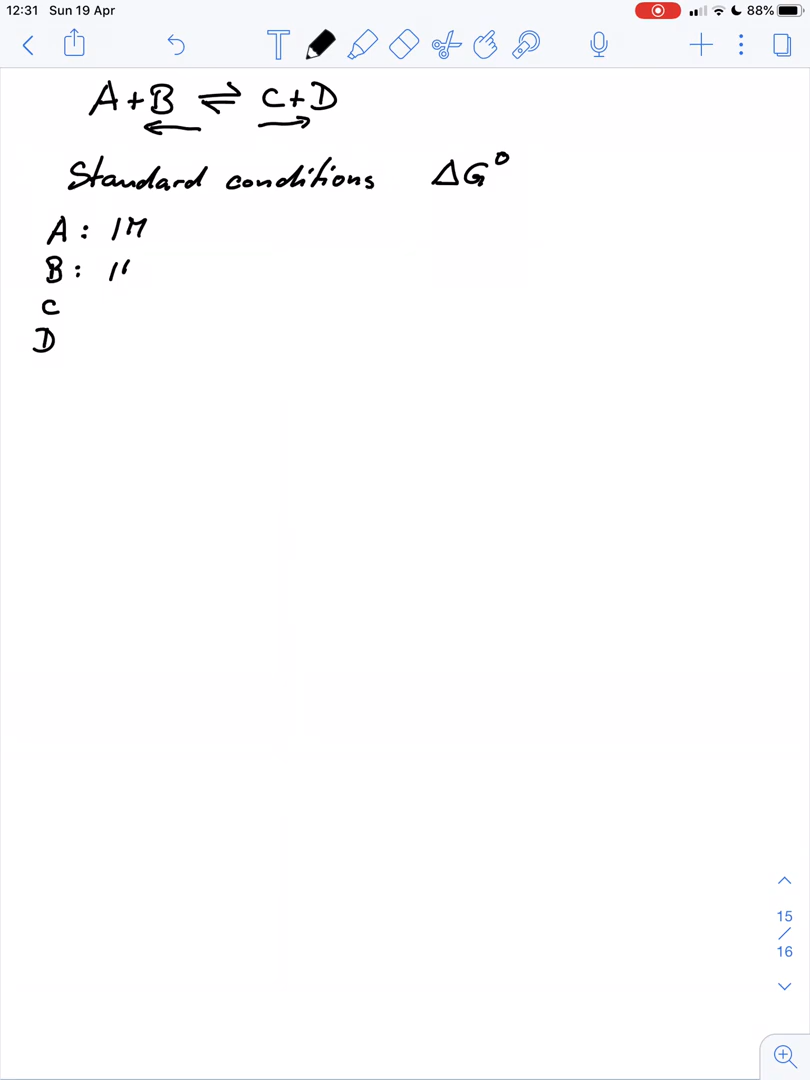 12:31 Sun 19 Apr 88%
A + B ⇌ C + D
Standard conditions ΔG°
A : 1M
B : 1
C
D
15
/
16